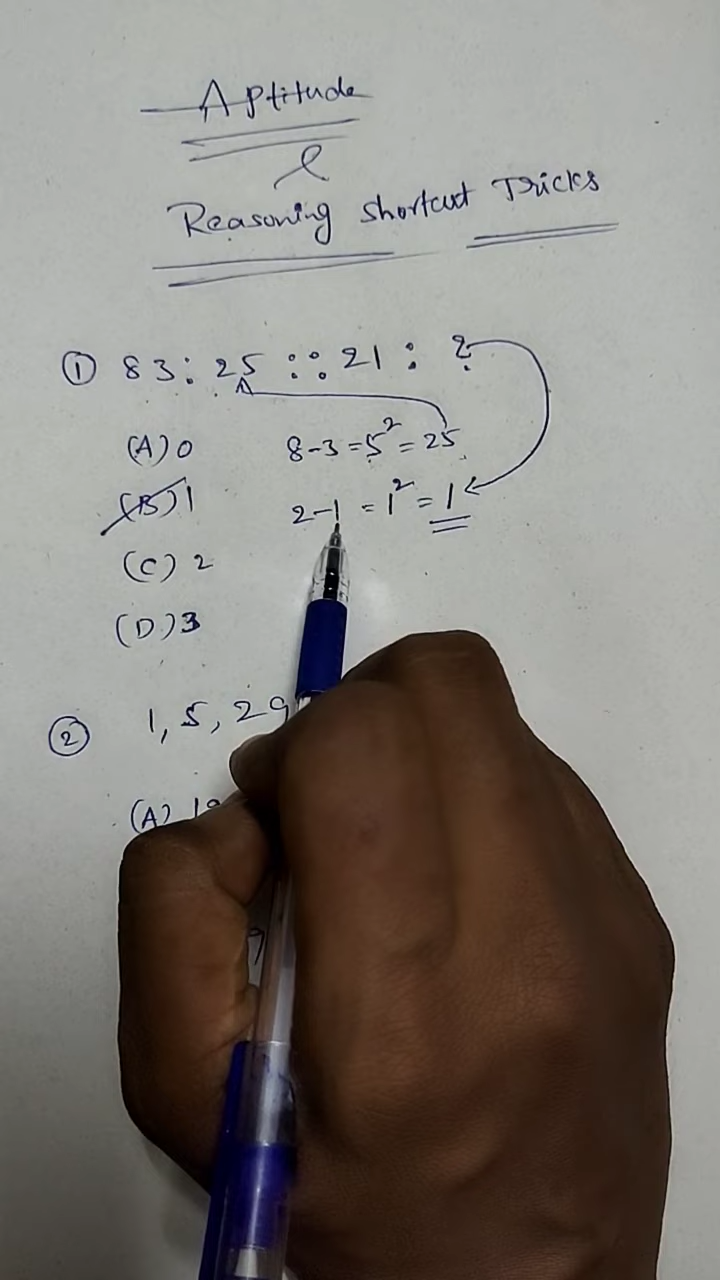 Aptitude
&
Reasoning shortcut Tricks
① 83 : 25 :: 21 : ?
(A) 0 8-3 = 5² = 25
(B) 1 2-1 = 1² = 1
(C) 2
(D) 3
② 1, 5, 29
(A) 19